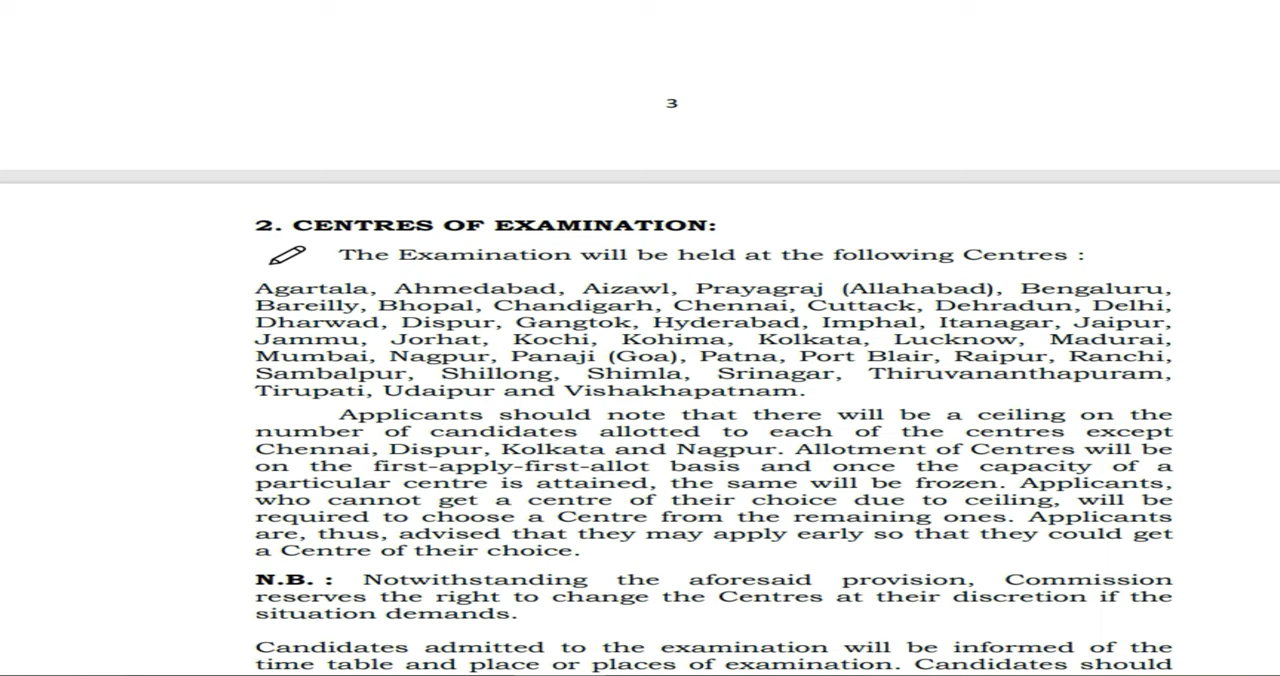 3
2. CENTRES OF EXAMINATION:
The Examination will be held at the following Centres :
Agartala, Ahmedabad, Aizawl, Prayagraj (Allahabad), Bengaluru,
Bareilly, Bhopal, Chandigarh, Chennai, Cuttack, Dehradun, Delhi,
Dharwad, Dispur, Gangtok, Hyderabad, Imphal, Itanagar, Jaipur,
Jammu, Jorhat, Kochi, Kohima, Kolkata, Lucknow, Madurai,
Mumbai, Nagpur, Panaji (Goa), Patna, Port Blair, Raipur, Ranchi,
Sambalpur, Shillong, Shimla, Srinagar, Thiruvananthapuram,
Tirupati, Udaipur and Vishakhapatnam.
Applicants should note that there will be a ceiling on the
number of candidates allotted to each of the centres except
Chennai, Dispur, Kolkata and Nagpur. Allotment of Centres will be
on the first-apply-first-allot basis and once the capacity of a
particular centre is attained, the same will be frozen. Applicants,
who cannot get a centre of their choice due to ceiling, will be
required to choose a Centre from the remaining ones. Applicants
are, thus, advised that they may apply early so that they could get
a Centre of their choice.
N.B. : Notwithstanding the aforesaid provision, Commission
reserves the right to change the Centres at their discretion if the
situation demands.
Candidates admitted to the examination will be informed of the
time table and place or places of examination. Candidates should